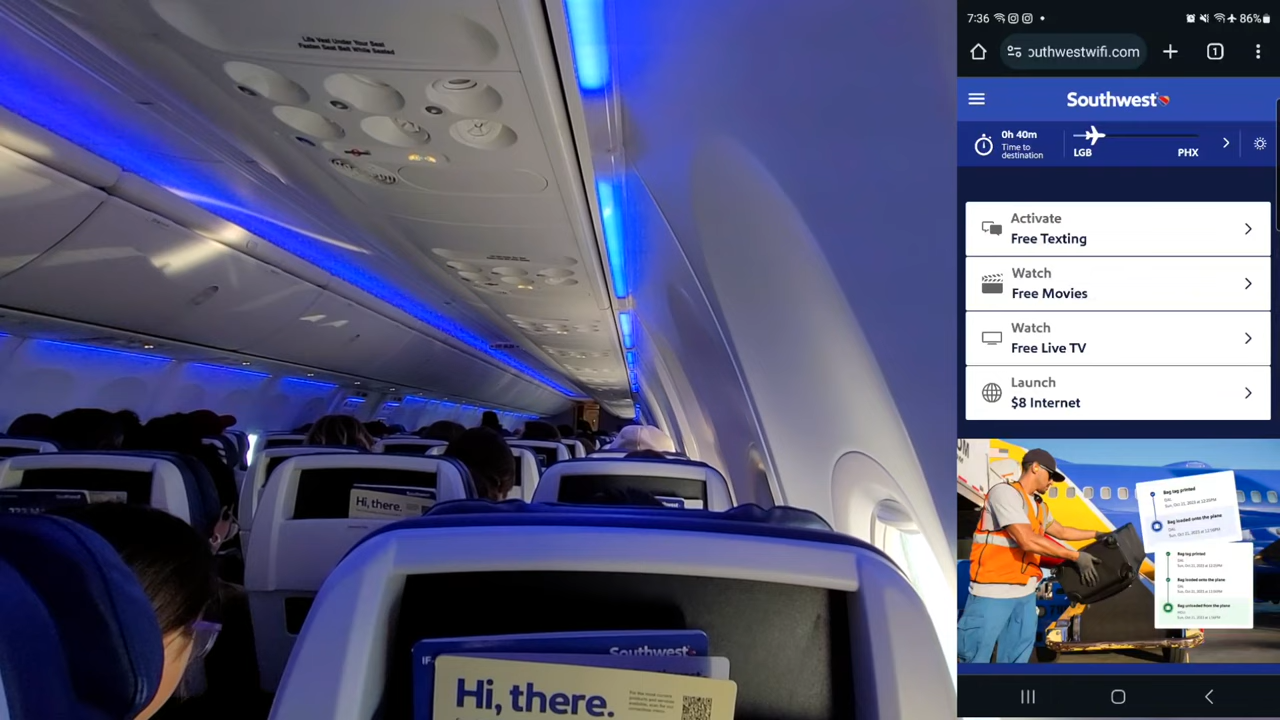 Life Vest Under Your Seat
Fasten Seat Belt While Seated
Southwest
Hi, there.
Southwest
IF
Hi, there.
7:36
86%
outhwestwifi.com
1
Southwest
0h 40m
Time to
destination
LGB
PHX
Activate
Free Texting
Watch
Free Movies
Watch
Free Live TV
Launch
$8 Internet
Bag tag printed
Bag loaded onto the plane
Bag tag printed
Bag loaded onto the plane
Bag unloaded from the plane